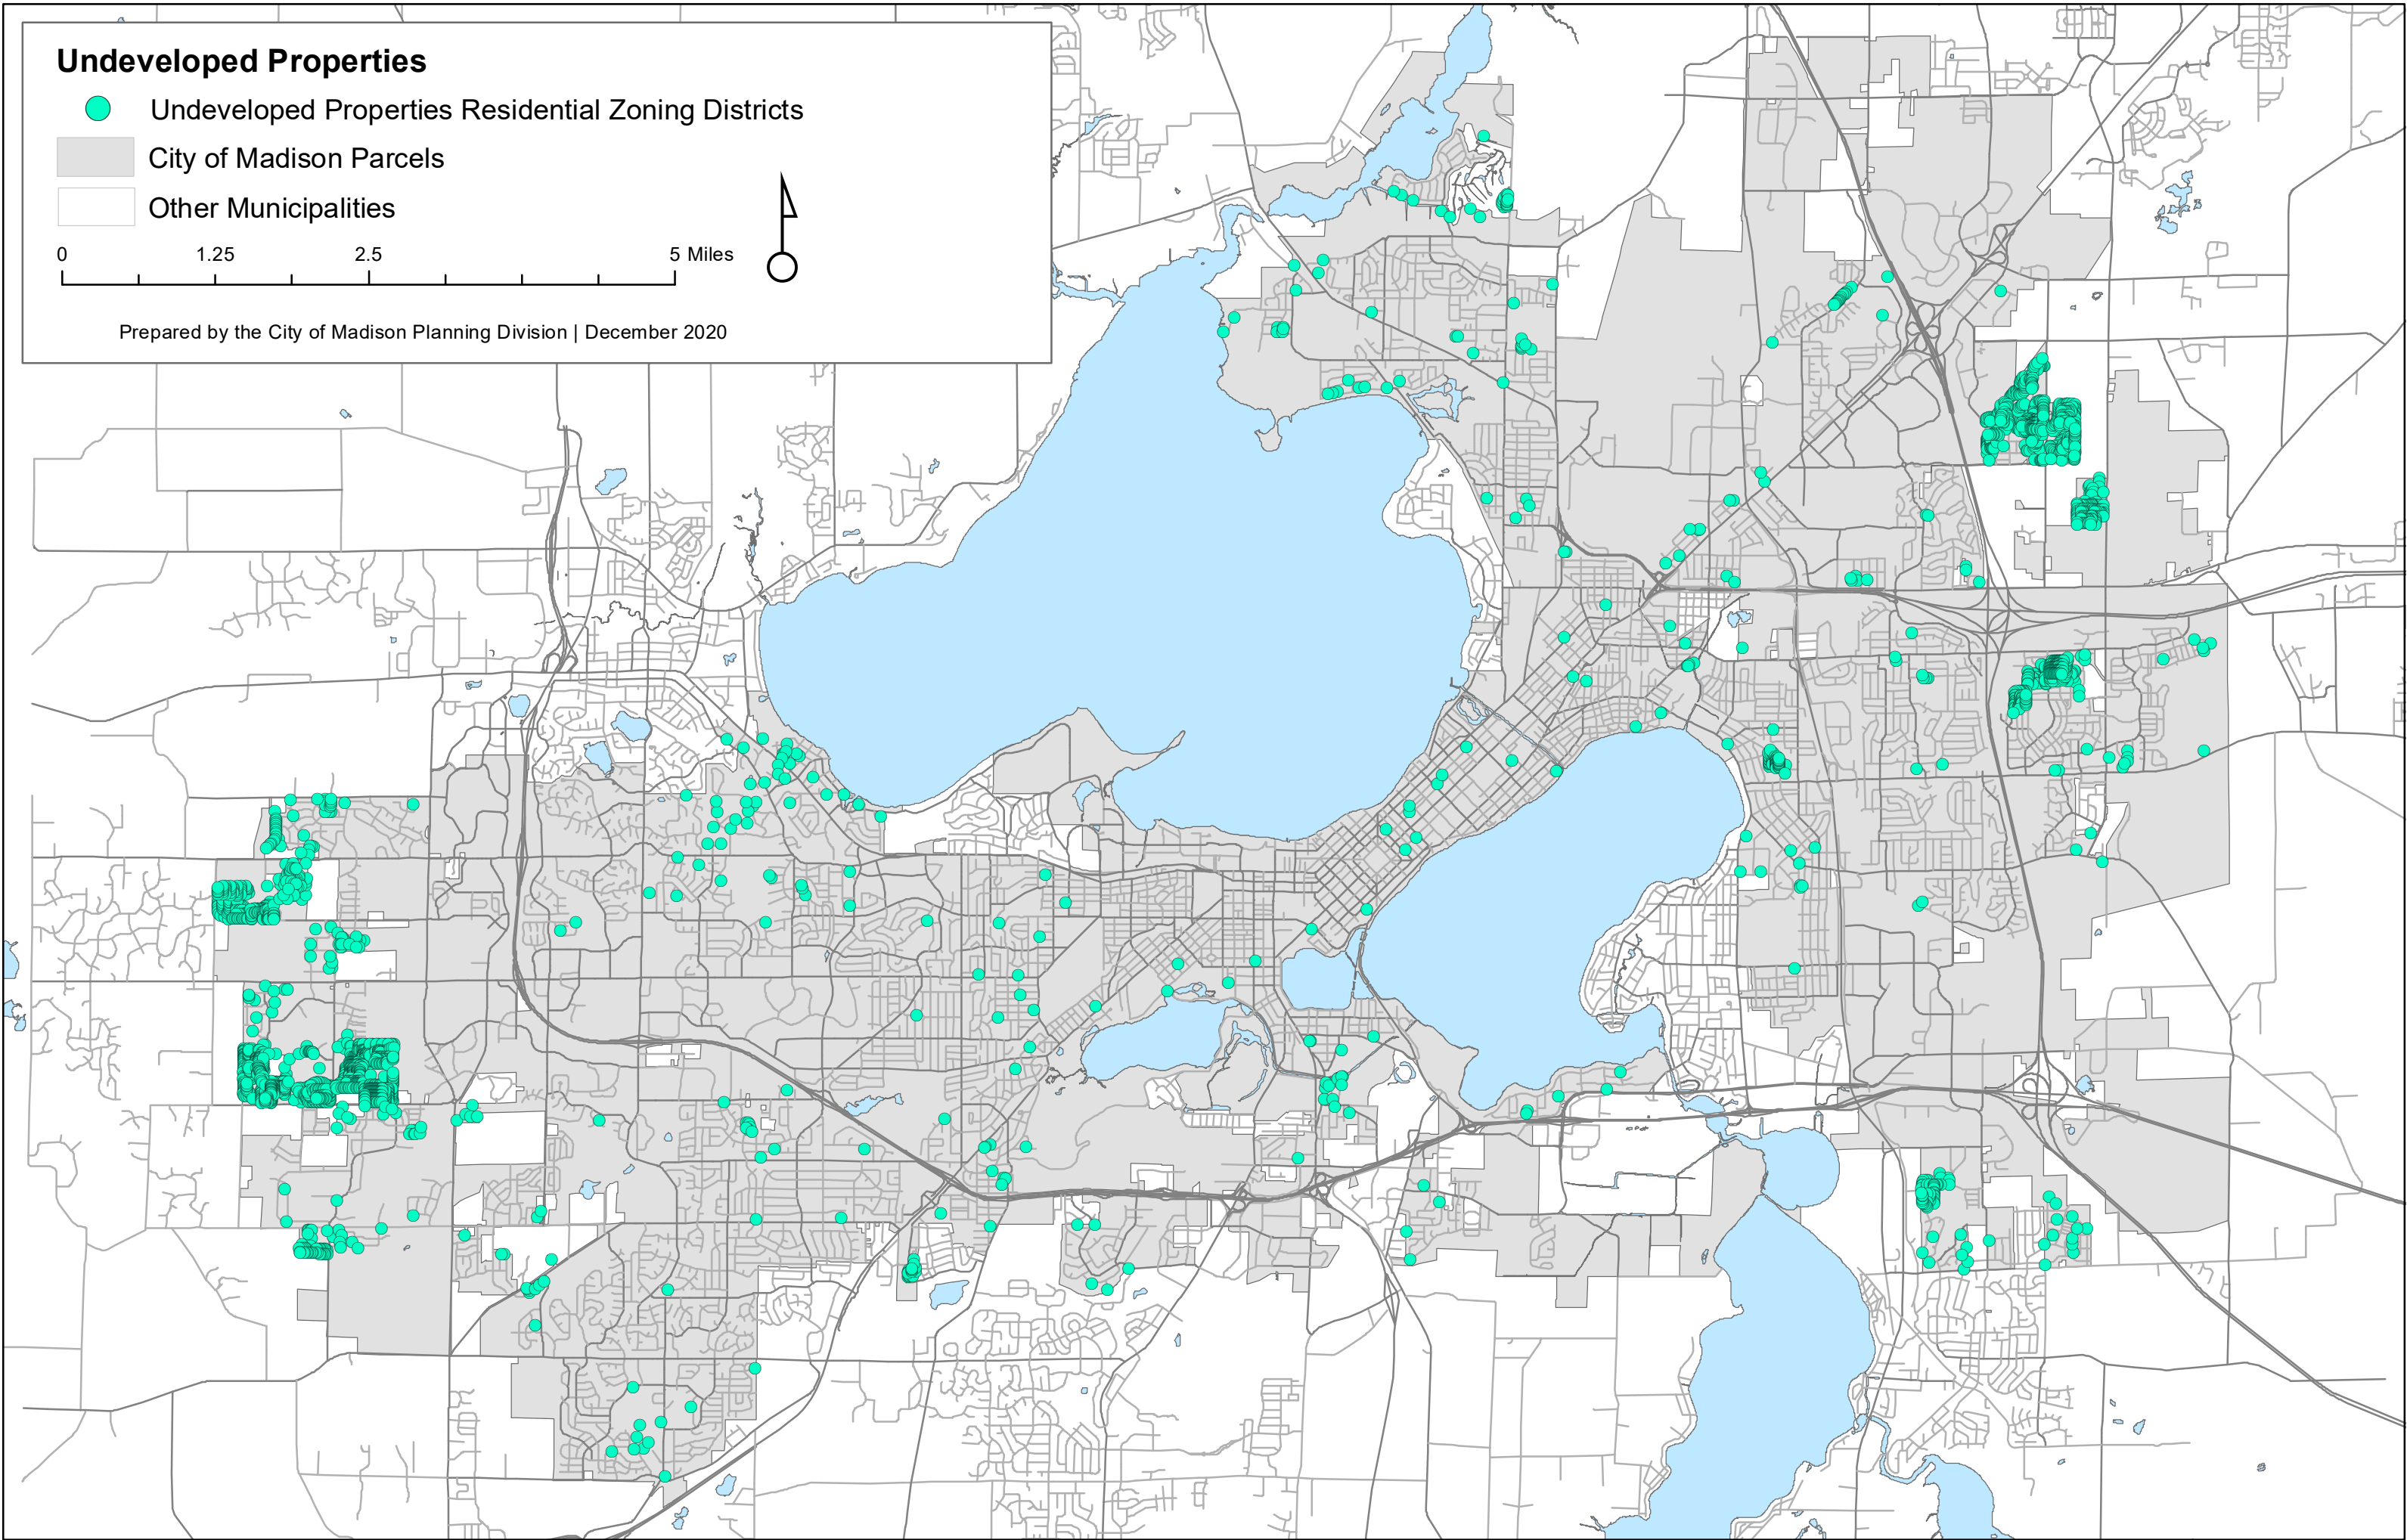 Undeveloped Properties
Undeveloped Properties Residential Zoning Districts
City of Madison Parcels
Other Municipalities
0 1.25 2.5 5 Miles
Prepared by the City of Madison Planning Division | December 2020